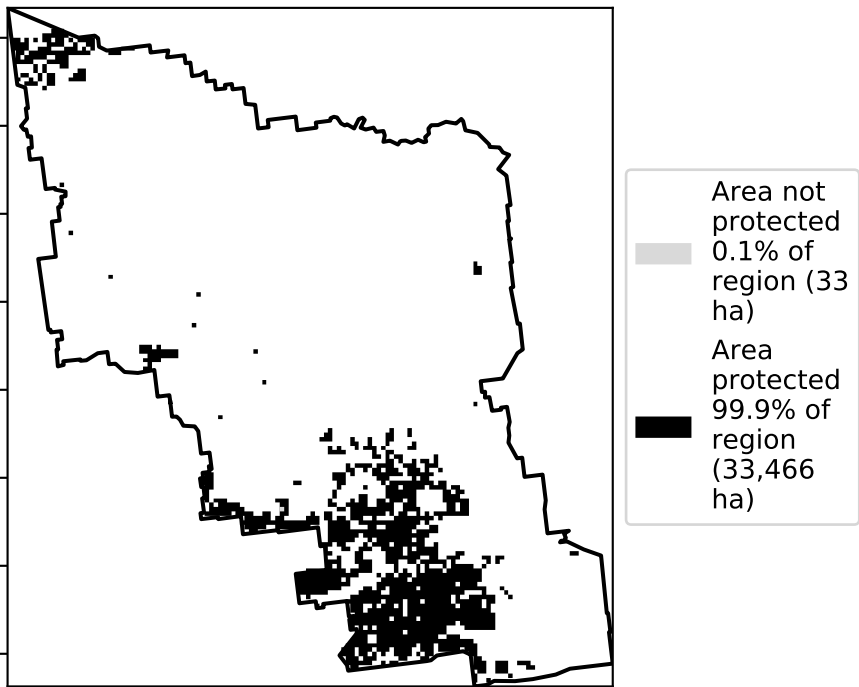 Area not
protected
0.1% of
region (33
ha)
Area
protected
99.9% of
region
(33,466
ha)